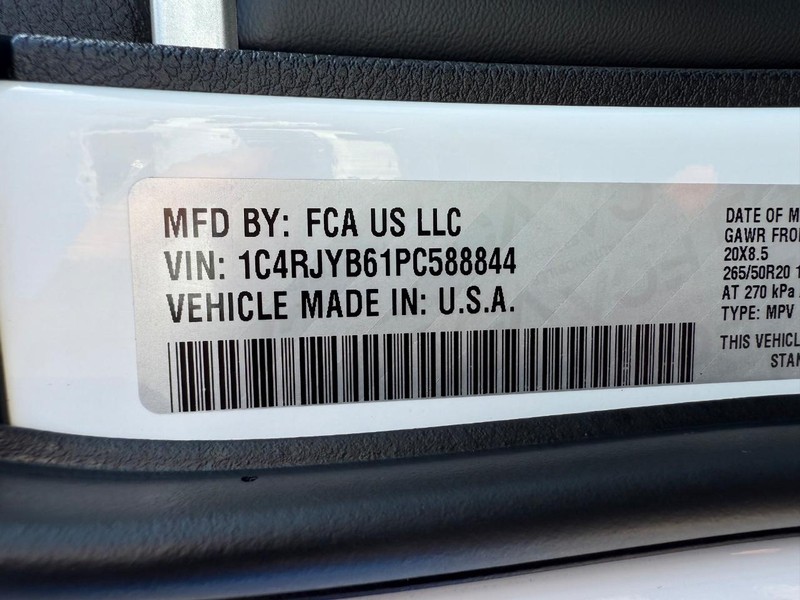 MFD BY: FCA US LLC
VIN: 1C4RJYB61PC588844
VEHICLE MADE IN: U.S.A.
DATE OF M
GAWR FRO
20X8.5
265/50R20 1
AT 270 kPa
TYPE: MPV
THIS VEHICL
STAN